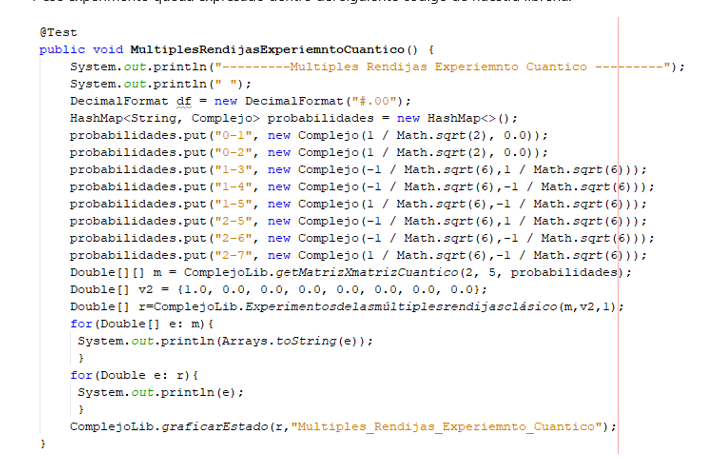 @Test
public void MultiplesRendijasExperiemntoCuantico() {
System.out.println("---------Multiples Rendijas Experiemnto Cuantico ---------");
System.out.println(" ");
DecimalFormat df = new DecimalFormat("#.00");
HashMap<String, Complejo> probabilidades = new HashMap<>();
probabilidades.put("0-1", new Complejo(1 / Math.sqrt(2), 0.0));
probabilidades.put("0-2", new Complejo(1 / Math.sqrt(2), 0.0));
probabilidades.put("1-3", new Complejo(-1 / Math.sqrt(6),1 / Math.sqrt(6)));
probabilidades.put("1-4", new Complejo(-1 / Math.sqrt(6),-1 / Math.sqrt(6)));
probabilidades.put("1-5", new Complejo(1 / Math.sqrt(6),-1 / Math.sqrt(6)));
probabilidades.put("2-5", new Complejo(-1 / Math.sqrt(6),1 / Math.sqrt(6)));
probabilidades.put("2-6", new Complejo(-1 / Math.sqrt(6),-1 / Math.sqrt(6)));
probabilidades.put("2-7", new Complejo(1 / Math.sqrt(6),-1 / Math.sqrt(6)));
Double[][] m = ComplejoLib.getMatrizXmatrizCuantico(2, 5, probabilidades);
Double[] v2 = {1.0, 0.0, 0.0, 0.0, 0.0, 0.0, 0.0, 0.0};
Double[] r=ComplejoLib.Experimentosdelasmúltiplesrendijasclásico(m,v2,1);
for(Double[] e: m){
System.out.println(Arrays.toString(e));
}
for(Double e: r){
System.out.println(e);
}
ComplejoLib.graficarEstado(r,"Multiples_Rendijas_Experiemnto_Cuantico");
}